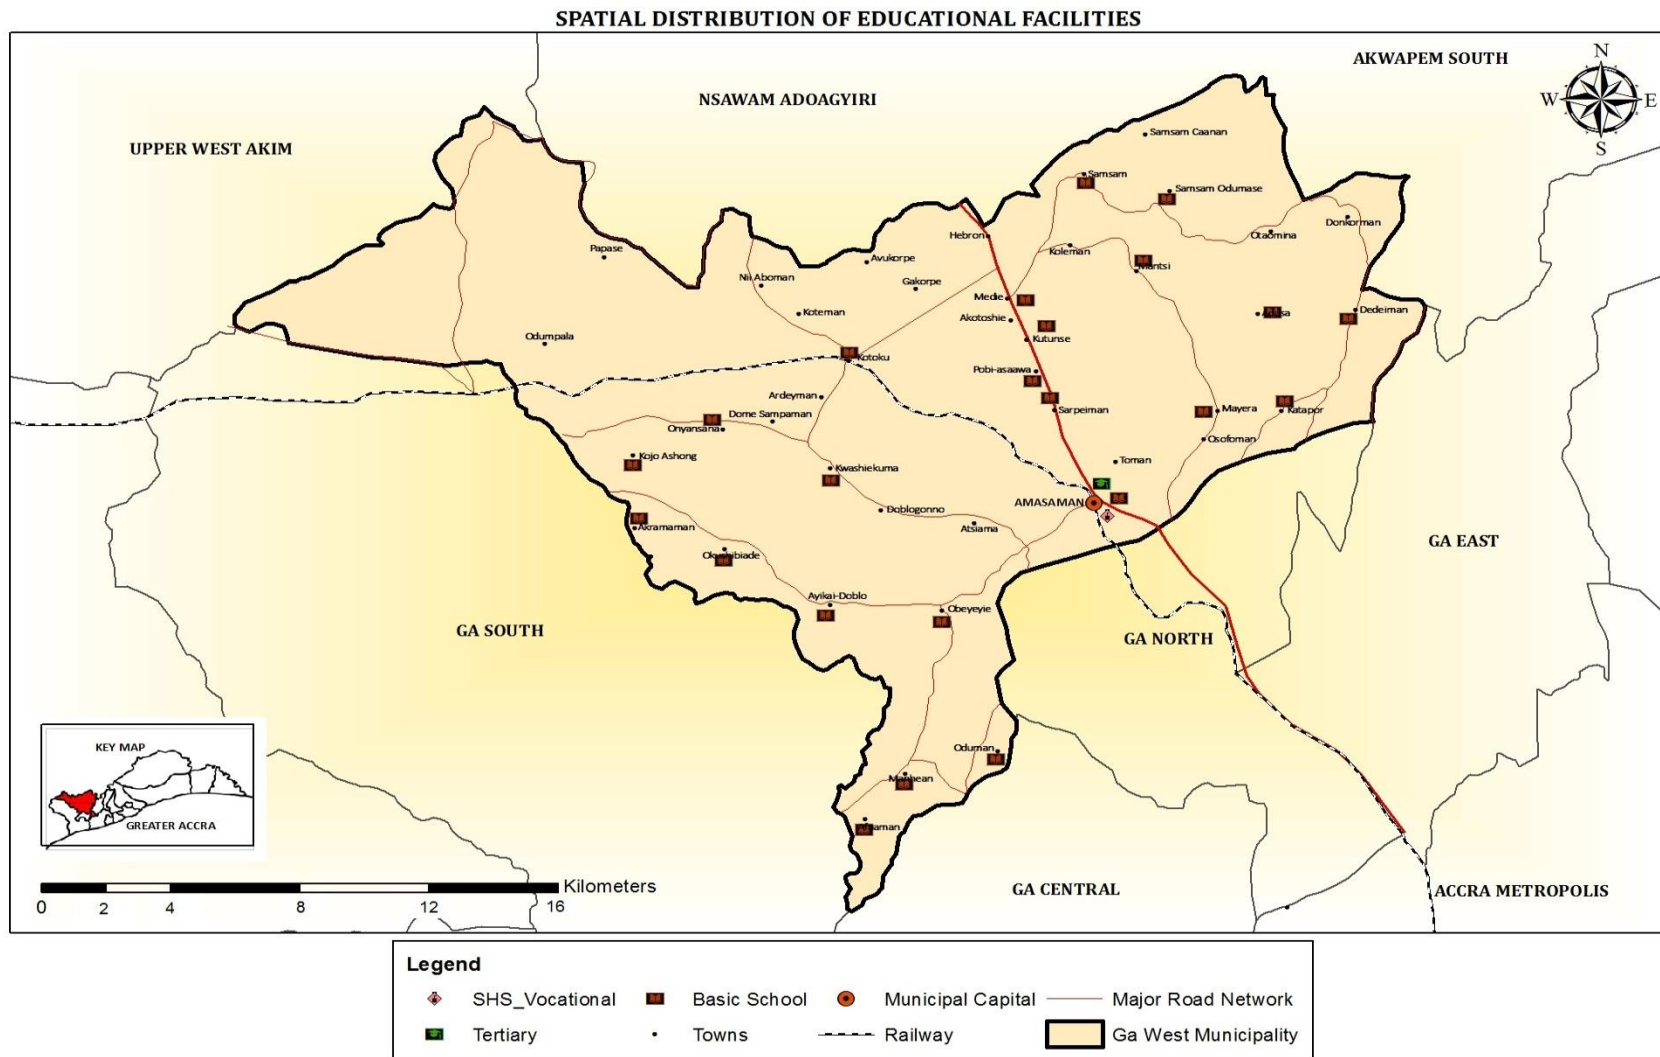 SPATIAL DISTRIBUTION OF EDUCATIONAL FACILITIES
AKWAPEM SOUTH
N
W
E
S
NSAWAM ADOAGYIRI
UPPER WEST AKIM
Samsam Caanan
Samsam
Samsam Odumase
Donkorman
Otaomina
Hebron
Koleman
Papase
Avukorpe
Mantsi
Nii Aboman
Gakorpe
Medie
Koteman
Akotoshie
Dedeiman
Odumpala
Kutunse
Kotoku
Pobi-asaawa
Ardeyman
Dome Sampaman
Sarpeiman
Mayera
Katapor
Onyansana
Osofoman
Kojo Ashong
Kwashiekuma
Toman
AMASAMAN
Doblogonno
Akramaman
Atsiama
GA EAST
Ayikai-Doblo
Obeyeyie
GA SOUTH
GA NORTH
Oduman
KEY MAP
GREATER ACCRA
Kilometers
0 2 4 8 12 16
GA CENTRAL
ACCRA METROPOLIS
Legend
SHS_Vocational
Basic School
Municipal Capital
Major Road Network
Tertiary
Towns
Railway
Ga West Municipality